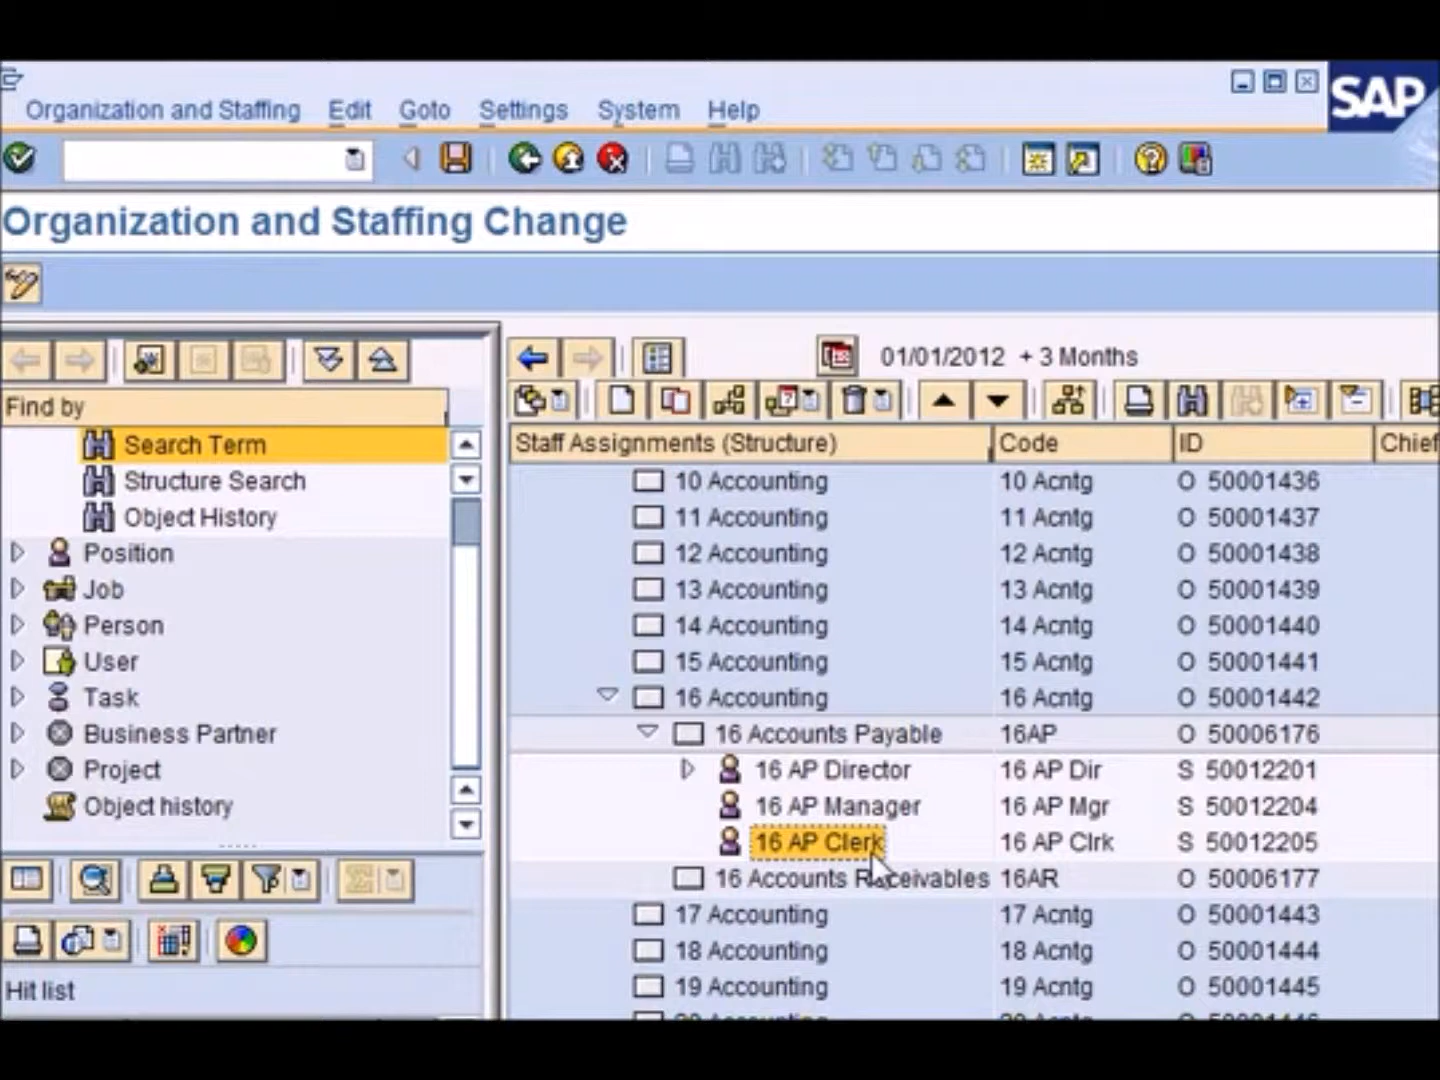 SAP
Organization and Staffing Edit Goto Settings System Help
Organization and Staffing Change
01/01/2012 + 3 Months
Find by
Search Term
Structure Search
Object History
Position
Job
Person
User
Task
Business Partner
Project
Object history
Hit list
Staff Assignments (Structure) Code ID Chief
10 Accounting 10 Acntg O 50001436
11 Accounting 11 Acntg O 50001437
12 Accounting 12 Acntg O 50001438
13 Accounting 13 Acntg O 50001439
14 Accounting 14 Acntg O 50001440
15 Accounting 15 Acntg O 50001441
16 Accounting 16 Acntg O 50001442
16 Accounts Payable 16AP O 50006176
16 AP Director 16 AP Dir S 50012201
16 AP Manager 16 AP Mgr S 50012204
16 AP Clerk 16 AP Clrk S 50012205
16 Accounts Receivables 16AR O 50006177
17 Accounting 17 Acntg O 50001443
18 Accounting 18 Acntg O 50001444
19 Accounting 19 Acntg O 50001445